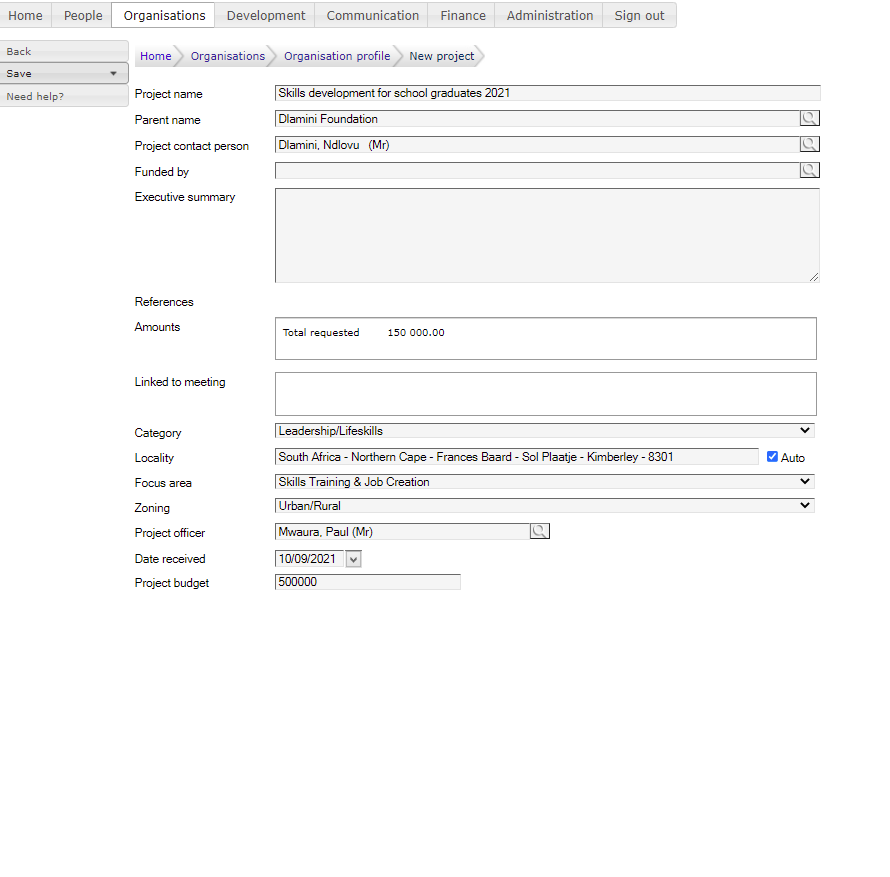 Home People Organisations Development Communication Finance Administration Sign out
Back
Save
Need help?
Home Organisations Organisation profile New project
Project name Skills development for school graduates 2021
Parent name Dlamini Foundation
Project contact person Dlamini, Ndlovu (Mr)
Funded by
Executive summary
References
Amounts Total requested 150 000.00
Linked to meeting
Category Leadership/Lifeskills
Locality South Africa - Northern Cape - Frances Baard - Sol Plaatje - Kimberley - 8301 Auto
Focus area Skills Training & Job Creation
Zoning Urban/Rural
Project officer Mwaura, Paul (Mr)
Date received 10/09/2021
Project budget 500000